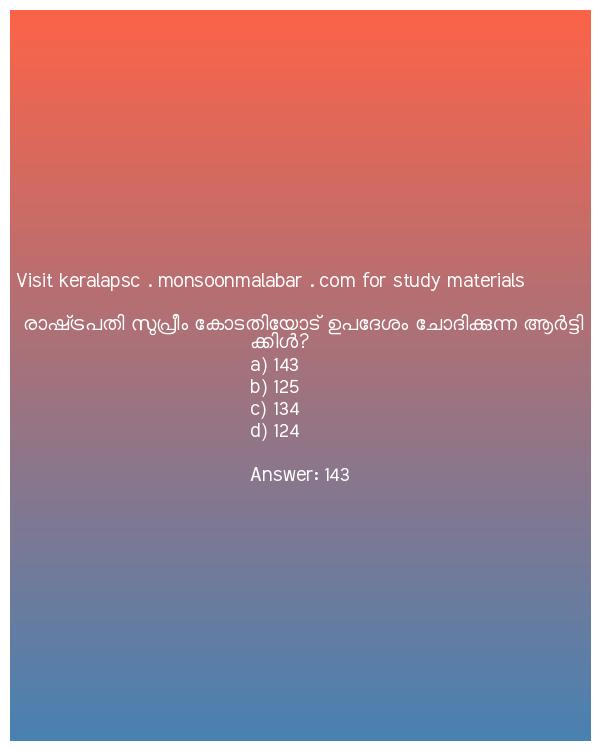 Visit keralapsc . monsoonmalabar . com for study materials
രാഷ്ട്രപതി സുപ്രീം കോടതിയോട് ഉപദേശം ചോദിക്കുന്ന ആർട്ടി
ക്കിൾ?
a) 143
b) 125
c) 134
d) 124
Answer: 143